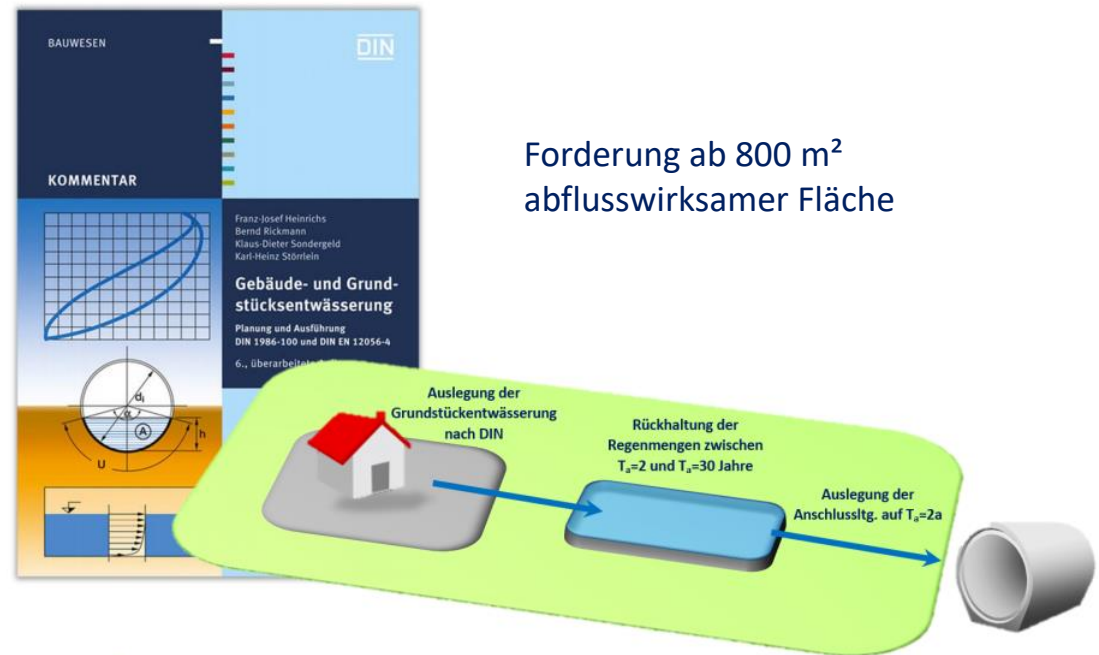 BAUWESEN
DIN
KOMMENTAR
Franz-Josef Heinrichs
Bernd Rickmann
Klaus-Dieter Sondergeld
Karl-Heinz Störrlein
Gebäude- und Grund-
stücksentwässerung
Planung und Ausführung
DIN 1986-100 und DIN EN 12056-4
6., überarbeitete
dᵢ
α
A
h
U
Forderung ab 800 m²
abflusswirksamer Fläche
Auslegung der
Grundstückentwässerung
nach DIN
Rückhaltung der
Regenmengen zwischen
Tₐ=2 und Tₐ=30 Jahre
Auslegung der
Anschlussltg. auf Tₐ=2a